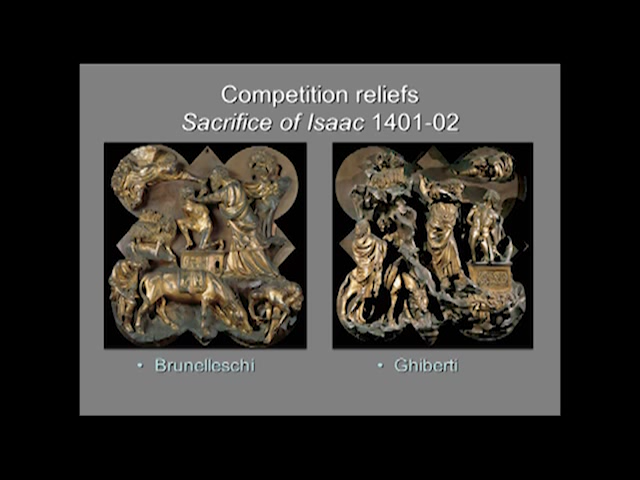 Competition reliefs
Sacrifice of Isaac 1401-02
• Brunelleschi
• Ghiberti